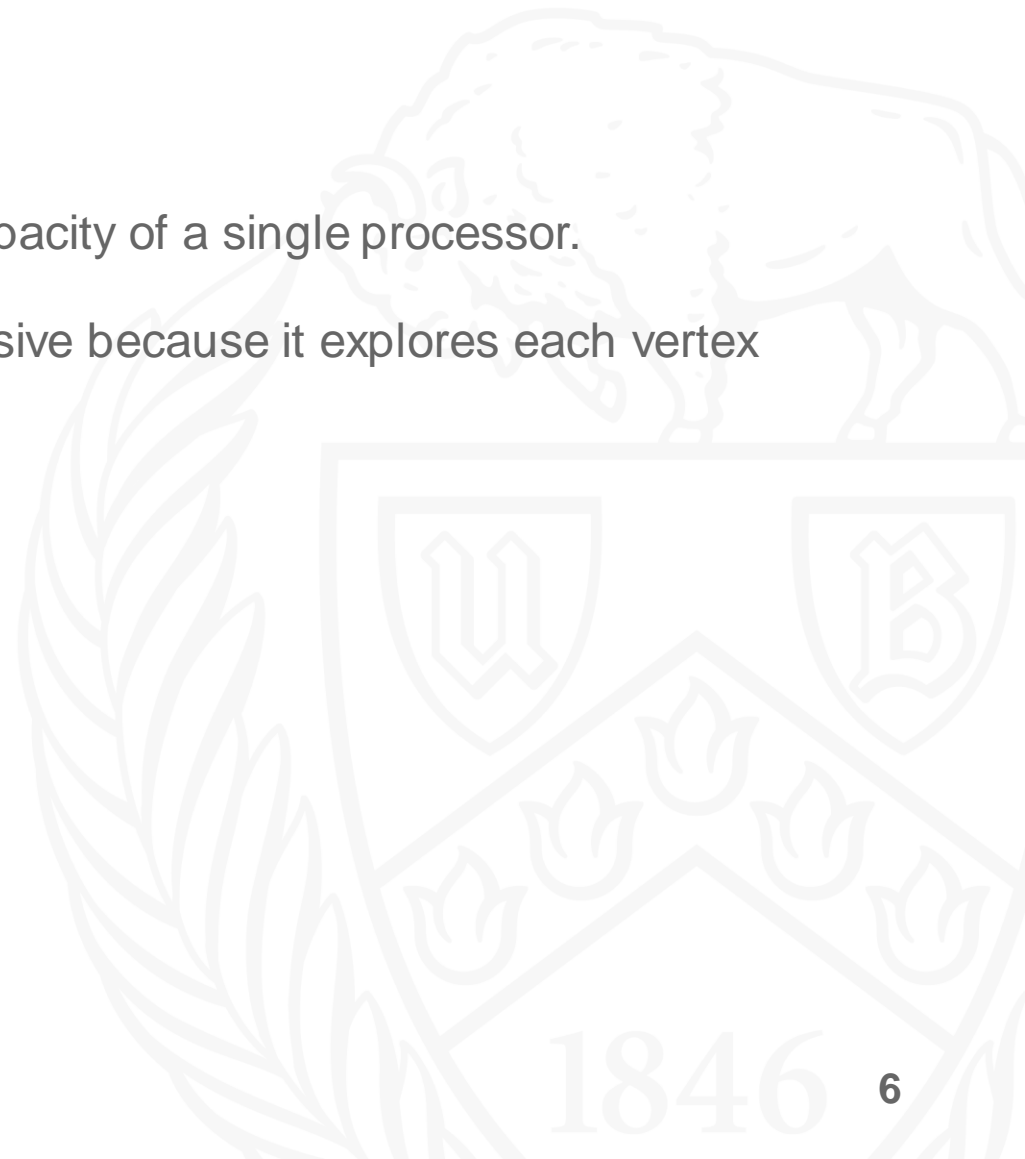 pacity of a single processor.
sive because it explores each vertex
U B
1846
6